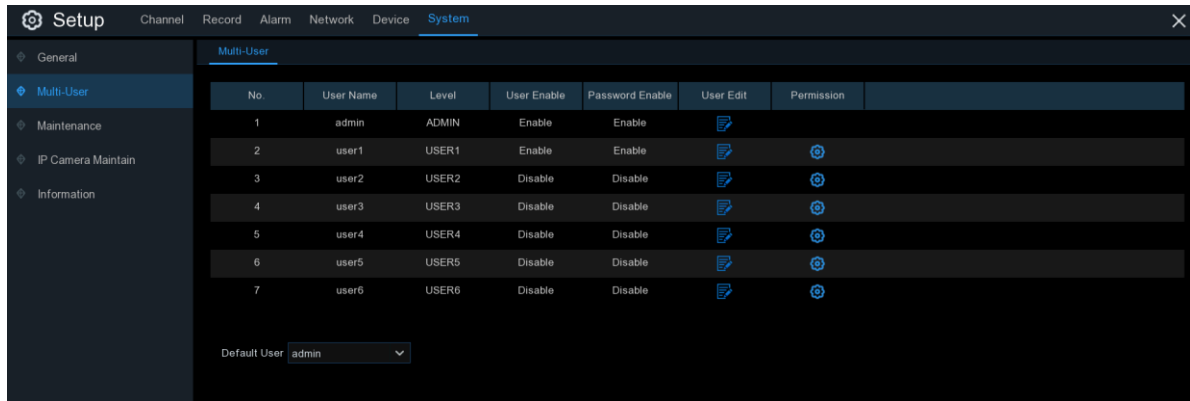 Setup Channel Record Alarm Network Device System
General
Multi-User
Maintenance
IP Camera Maintain
Information
Multi-User
No. User Name Level User Enable Password Enable User Edit Permission
1 admin ADMIN Enable Enable
2 user1 USER1 Enable Enable
3 user2 USER2 Disable Disable
4 user3 USER3 Disable Disable
5 user4 USER4 Disable Disable
6 user5 USER5 Disable Disable
7 user6 USER6 Disable Disable
Default User admin